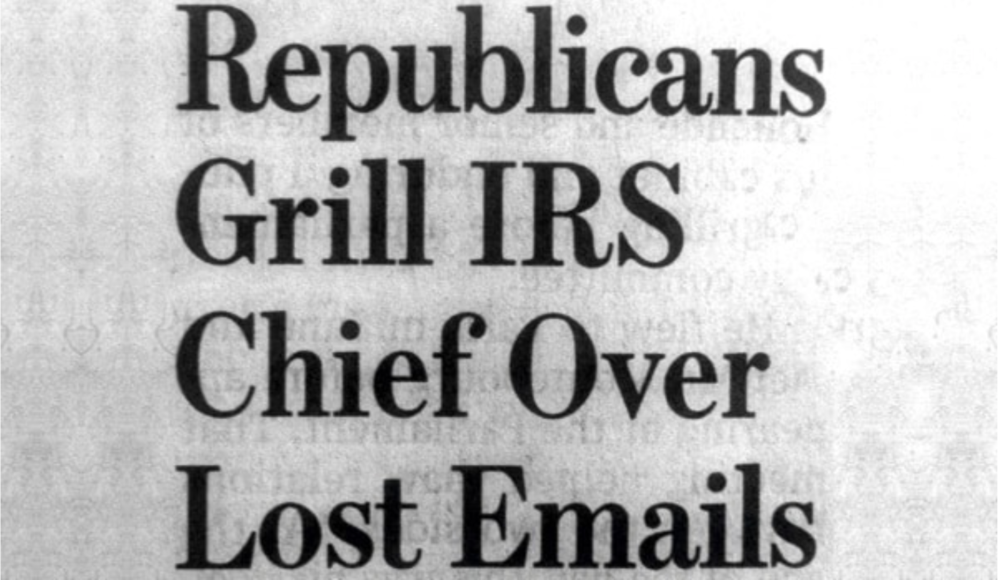 Republicans
Grill IRS
Chief Over
Lost Emails